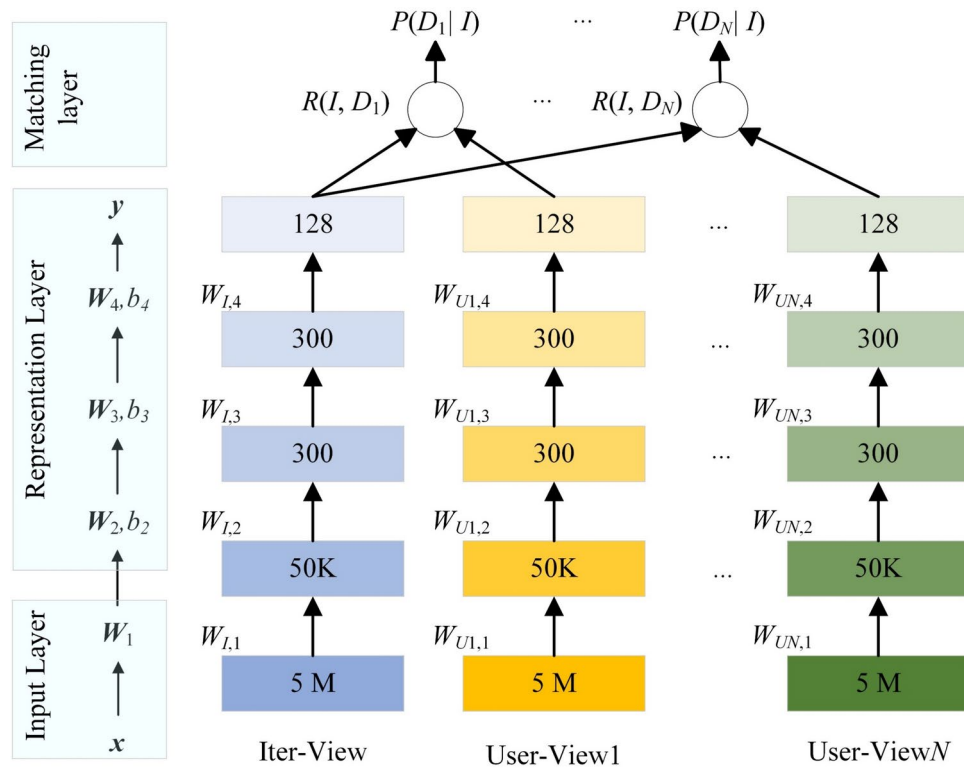 P(D1| I) ... P(DN| I)
Matching layer
R(I, D1) ... R(I, DN)
Representation Layer
y
W4, b4
W3, b3
W2, b2
Input Layer
W1
x
128 128 ... 128
WI,4 WU1,4 WUN,4
300 300 ... 300
WI,3 WU1,3 WUN,3
300 300 ... 300
WI,2 WU1,2 WUN,2
50K 50K ... 50K
WI,1 WU1,1 WUN,1
5 M 5 M 5 M
Iter-View User-View1 User-ViewN